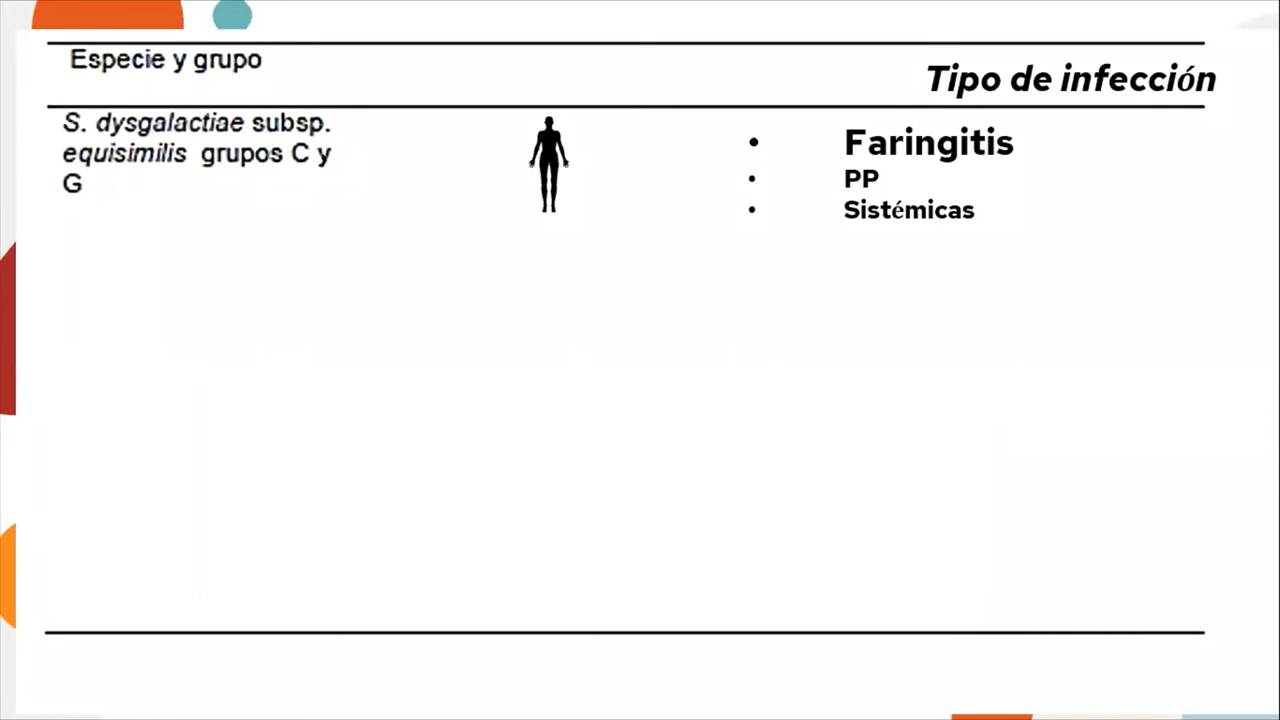 Especie y grupo
Tipo de infección
S. dysgalactiae subsp.
equisimilis grupos C y
G
• Faringitis
• PP
• Sistémicas